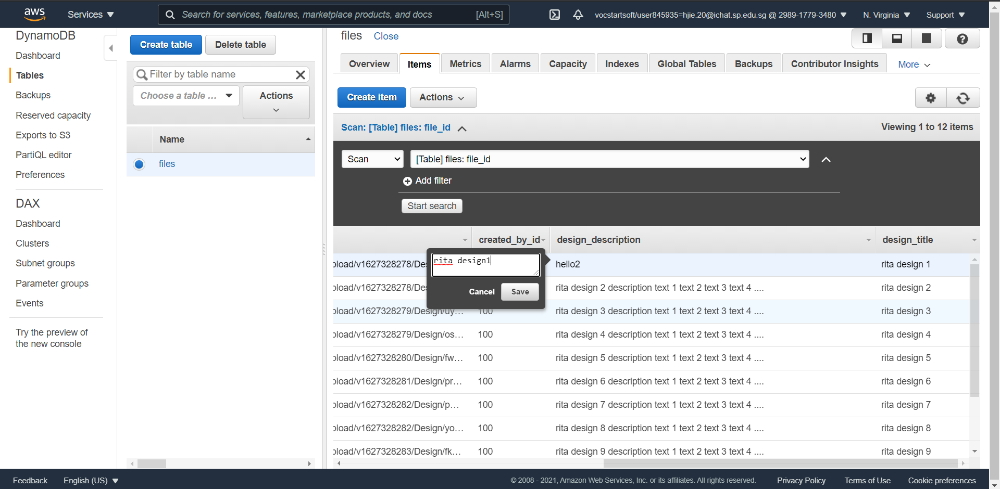 aws
Services
Search for services, features, marketplace products, and docs
[Alt+S]
vocstartsoft/user845935=hjie.20@ichat.sp.edu.sg @ 2989-1779-3480
N. Virginia
Support
DynamoDB
Dashboard
Tables
Backups
Reserved capacity
Exports to S3
PartiQL editor
Preferences
DAX
Dashboard
Clusters
Subnet groups
Parameter groups
Events
Try the preview of
the new console
Create table
Delete table
Filter by table name
Choose a table ...
Actions
Name
files
files
Close
Overview
Items
Metrics
Alarms
Capacity
Indexes
Global Tables
Backups
Contributor Insights
More
Create item
Actions
Scan: [Table] files: file_id
Viewing 1 to 12 items
Scan
[Table] files: file_id
Add filter
Start search
created_by_id
design_description
design_title
rita design1
Cancel
Save
oload/v1627328278/De
hello2
rita design 1
oload/v1627328278/De
rita design 2 description text 1 text 2 text 3 text 4 ....
rita design 2
oload/v1627328279/Design/uy...
100
rita design 3 description text 1 text 2 text 3 text 4 ....
rita design 3
oload/v1627328279/Design/os...
100
rita design 4 description text 1 text 2 text 3 text 4 ....
rita design 4
oload/v1627328280/Design/fw...
100
rita design 5 description text 1 text 2 text 3 text 4 ....
rita design 5
oload/v1627328281/Design/pr...
100
rita design 6 description text 1 text 2 text 3 text 4 ....
rita design 6
oload/v1627328282/Design/p...
100
rita design 7 description text 1 text 2 text 3 text 4 ....
rita design 7
oload/v1627328282/Design/yo...
100
rita design 8 description text 1 text 2 text 3 text 4 ....
rita design 8
oload/v1627328283/Design/fk...
100
rita design 9 description text 1 text 2 text 3 text 4 ....
rita design 9
Feedback
English (US)
© 2008 - 2021, Amazon Web Services, Inc. or its affiliates. All rights reserved.
Privacy Policy
Terms of Use
Cookie preferences